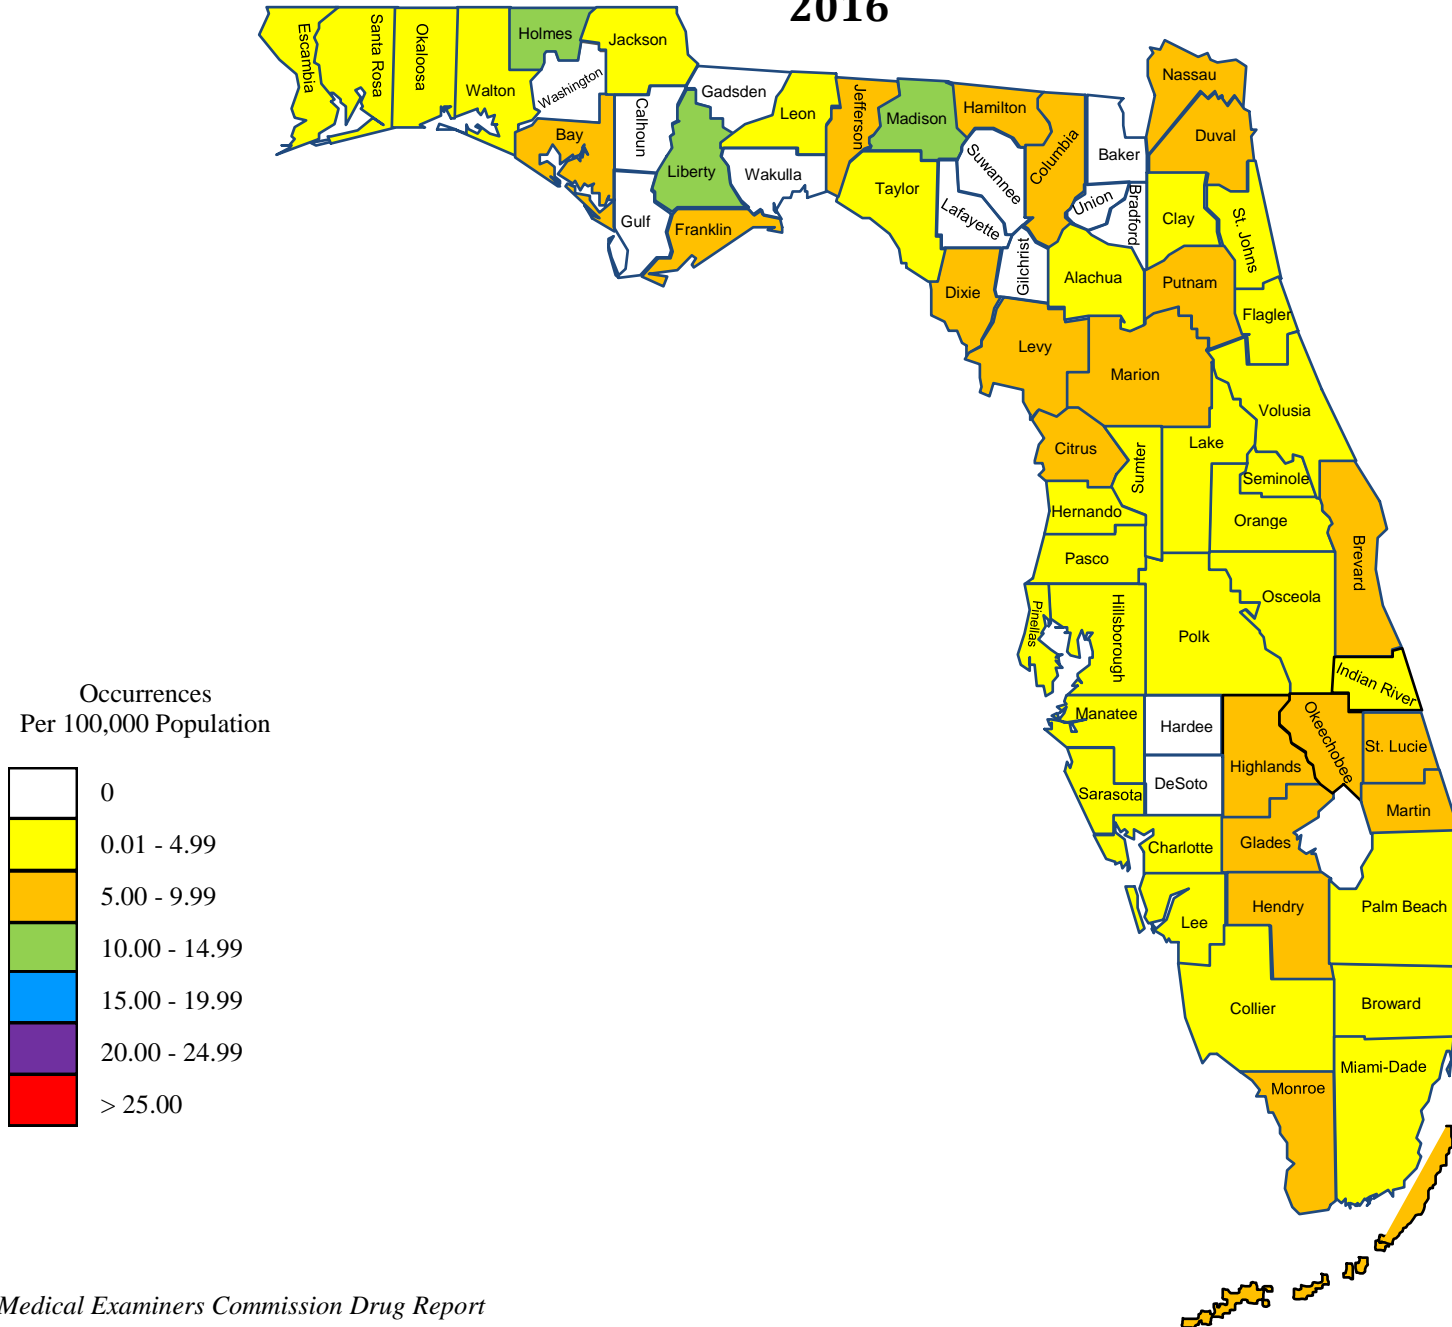 2016
Escambia
Santa Rosa
Okaloosa
Walton
Holmes
Washington
Jackson
Bay
Calhoun
Gulf
Gadsden
Liberty
Franklin
Leon
Wakulla
Jefferson
Madison
Taylor
Hamilton
Suwannee
Lafayette
Columbia
Baker
Union
Bradford
Nassau
Duval
Clay
St. Johns
Gilchrist
Alachua
Dixie
Putnam
Flagler
Levy
Marion
Volusia
Citrus
Sumter
Lake
Seminole
Hernando
Orange
Pasco
Brevard
Pinellas
Hillsborough
Polk
Osceola
Indian River
Manatee
Hardee
Highlands
Okeechobee
St. Lucie
Sarasota
DeSoto
Martin
Charlotte
Glades
Lee
Hendry
Palm Beach
Collier
Broward
Miami-Dade
Monroe
Occurrences
Per 100,000 Population
0
0.01 - 4.99
5.00 - 9.99
10.00 - 14.99
15.00 - 19.99
20.00 - 24.99
> 25.00
Medical Examiners Commission Drug Report